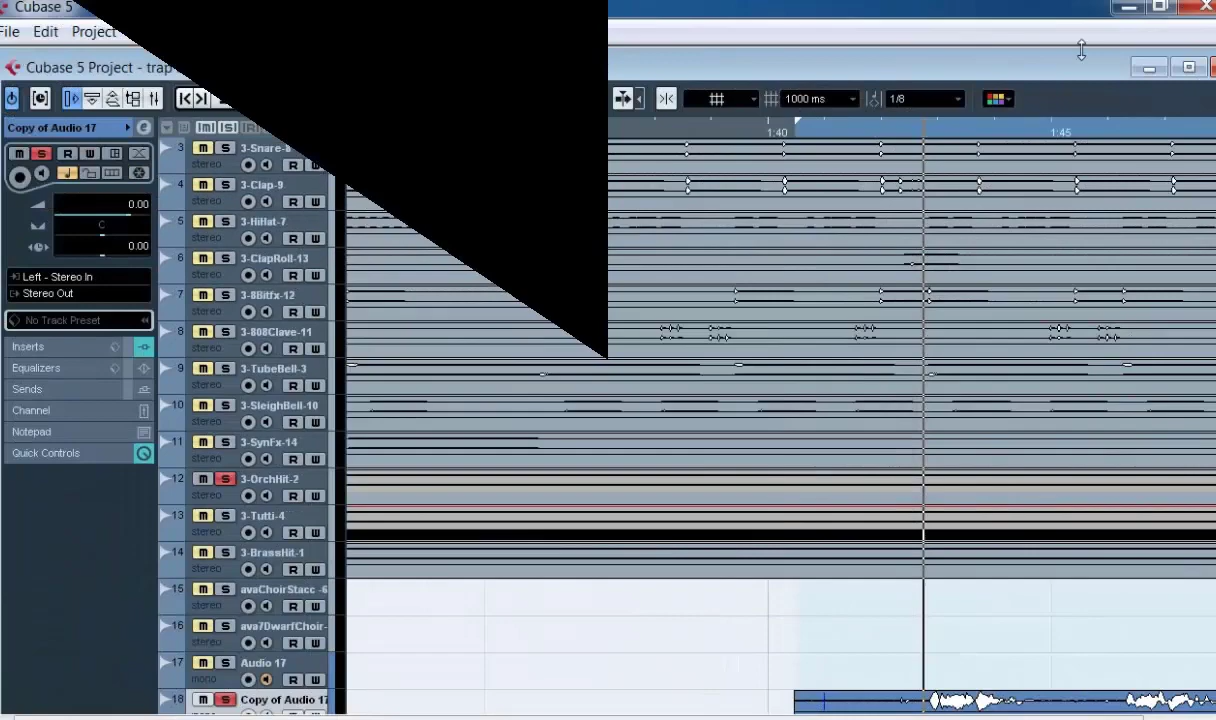 Cubase 5
File Edit Project
Cubase 5 Project - trap
1000 ms 1/8
Copy of Audio 17
1:40 1:45
m S R W
0.00
C
0.00
Left - Stereo In
Stereo Out
No Track Preset
Inserts
Equalizers
Sends
Channel
Notepad
Quick Controls
3 m S 3-Snare-8
stereo R W
4 m S 3-Clap-9
stereo R W
5 m S 3-HiHat-7
stereo R W
6 m S 3-ClapRoll-13
stereo R W
7 m S 3-8Bitfx-12
stereo R W
8 m S 3-808Clave-11
stereo R W
9 m S 3-TubeBell-3
stereo R W
10 m S 3-SleighBell-10
stereo R W
11 m S 3-SynFx-14
stereo R W
12 m S 3-OrchHit-2
stereo R W
13 m S 3-Tutti-4
stereo R W
14 m S 3-BrassHit-1
stereo R W
15 m S avaChoirStacc -6
stereo R W
16 m S ava7DwarfChoir-
stereo R W
17 m S Audio 17
mono R W
18 m S Copy of Audio 17